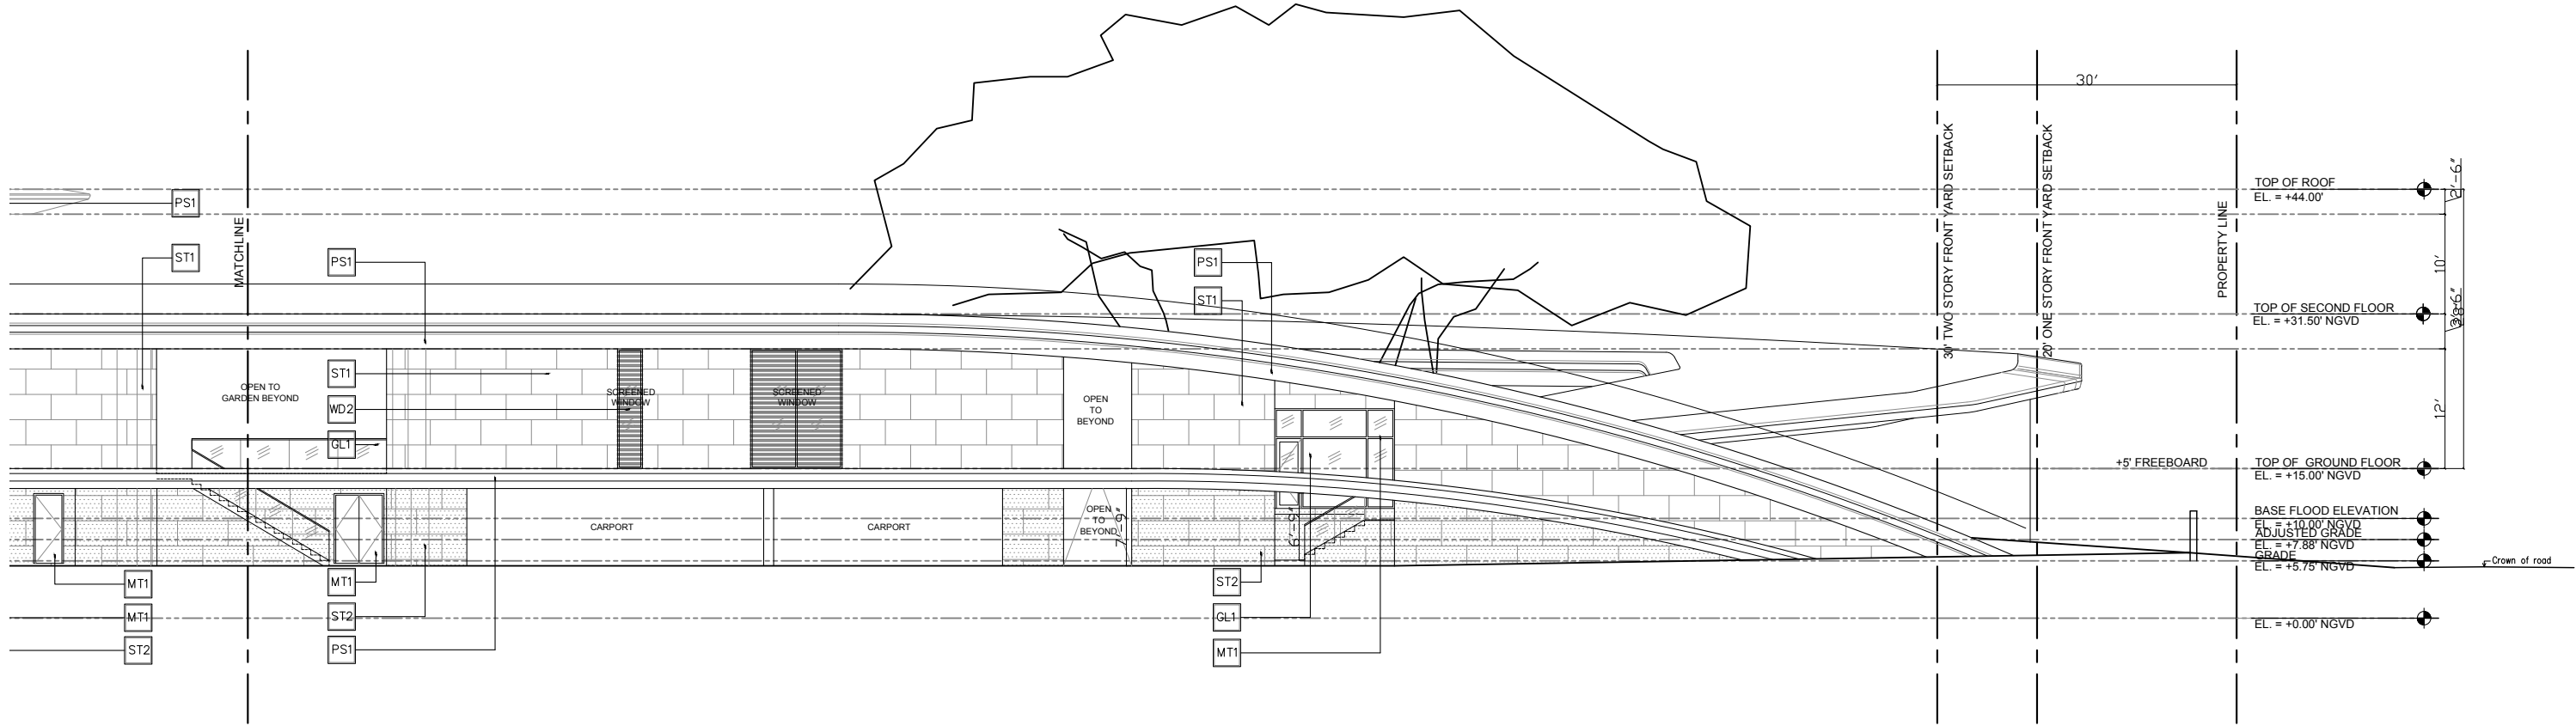 30'
TOP OF ROOF
EL. = +44.00'
2'-6"
PS1
ST1
MATCHLINE
PS1
PS1
ST1
30' TWO STORY FRONT YARD SETBACK
20' ONE STORY FRONT YARD SETBACK
PROPERTY LINE
10'
TOP OF SECOND FLOOR
EL. = +31.50' NGVD
ST1
OPEN TO
GARDEN BEYOND
WD2
GL1
SCREENED
WINDOW
SCREENED
WINDOW
OPEN
TO
BEYOND
12'
+5' FREEBOARD
TOP OF GROUND FLOOR
EL. = +15.00' NGVD
CARPORT
CARPORT
OPEN
TO
BEYOND
7'-6"
BASE FLOOD ELEVATION
EL. = +10.00' NGVD
ADJUSTED GRADE
EL. = +7.88' NGVD
GRADE
EL. = +5.75' NGVD
Crown of road
MT1
MT1
ST2
MT1
ST2
PS1
ST2
GL1
MT1
EL. = +0.00' NGVD